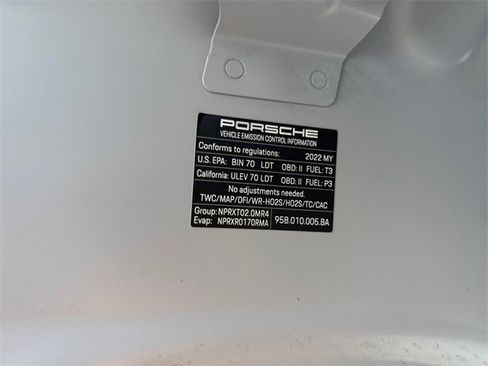 PORSCHE
VEHICLE EMISSION CONTROL INFORMATION
Conforms to regulations: 2022 MY
U.S. EPA: BIN 70 LDT OBD: II FUEL: T3
California: ULEV 70 LDT OBD: II FUEL: P3
No adjustments needed.
TWC/MAP/DFI/WR-HO2S/HO2S/TC/CAC
Group: NPRXT02.0MR4
Evap: NPRXR0170RMA 95B.010.005.BA